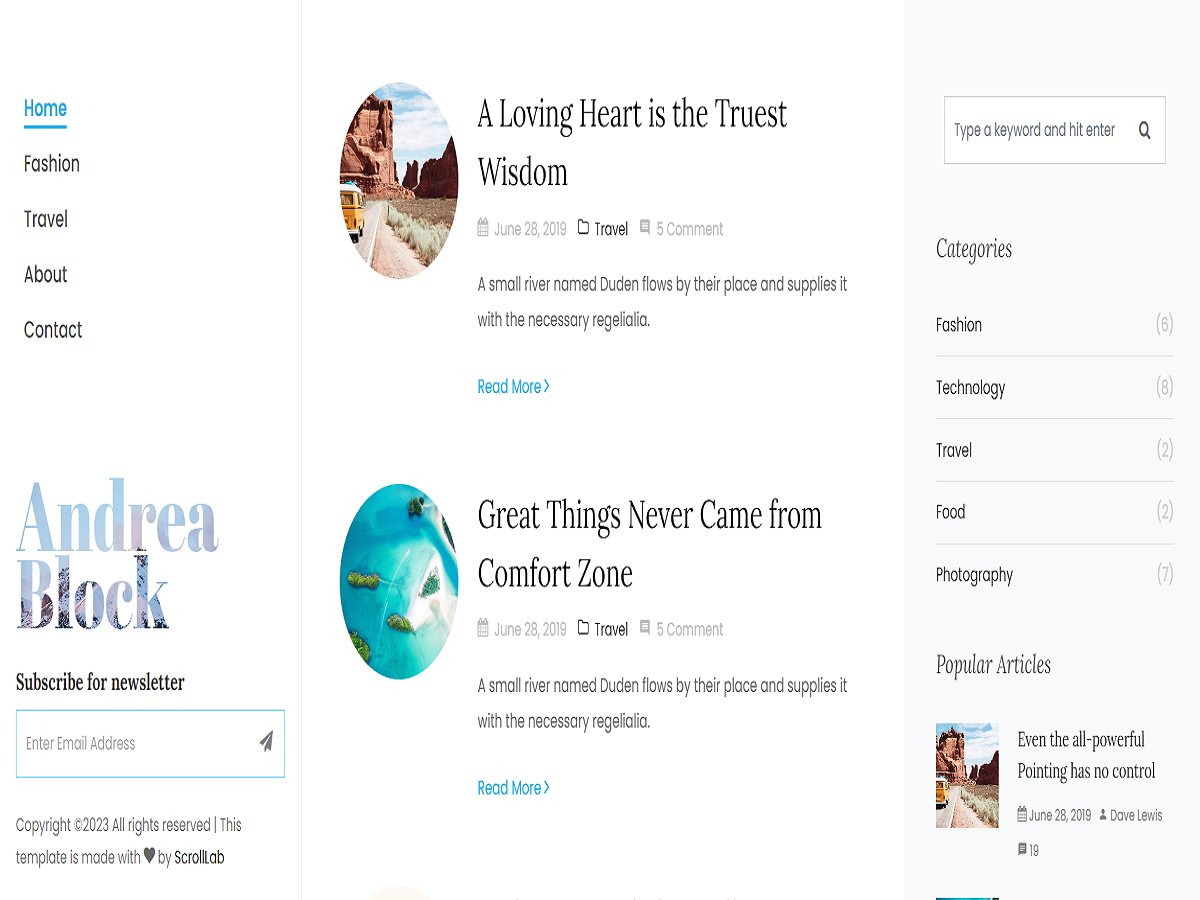 Home
Fashion
Travel
About
Contact
Andrea
Block
Subscribe for newsletter
Enter Email Address
Copyright ©2023 All rights reserved | This
template is made with ♥ by ScrollLab
A Loving Heart is the Truest
Wisdom
June 28, 2019 Travel 5 Comment
A small river named Duden flows by their place and supplies it
with the necessary regelialia.
Read More
Great Things Never Came from
Comfort Zone
June 28, 2019 Travel 5 Comment
A small river named Duden flows by their place and supplies it
with the necessary regelialia.
Read More
Type a keyword and hit enter
Categories
Fashion (6)
Technology (8)
Travel (2)
Food (2)
Photography (7)
Popular Articles
Even the all-powerful
Pointing has no control
June 28, 2019 Dave Lewis
19